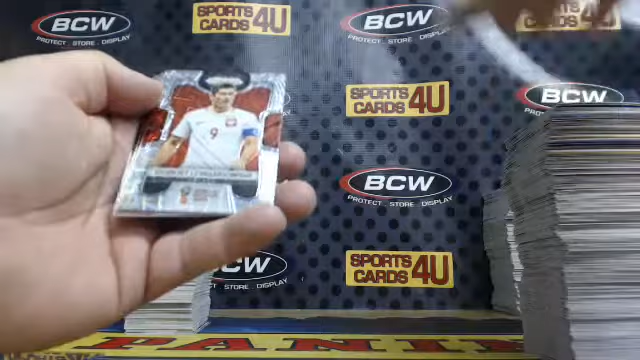 BCW
PROTECT . STORE . DISPLAY
SPORTS
CARDS 4U
BCW
PROTECT . STORE . DISPLAY
SPORTS
CARDS 4U
SPORTS
CARDS 4U
BCW
9
BCW
PROTECT . STORE . DISPLAY
CW
. STORE . DISPLAY
SPORTS
CARDS 4U
PANINI